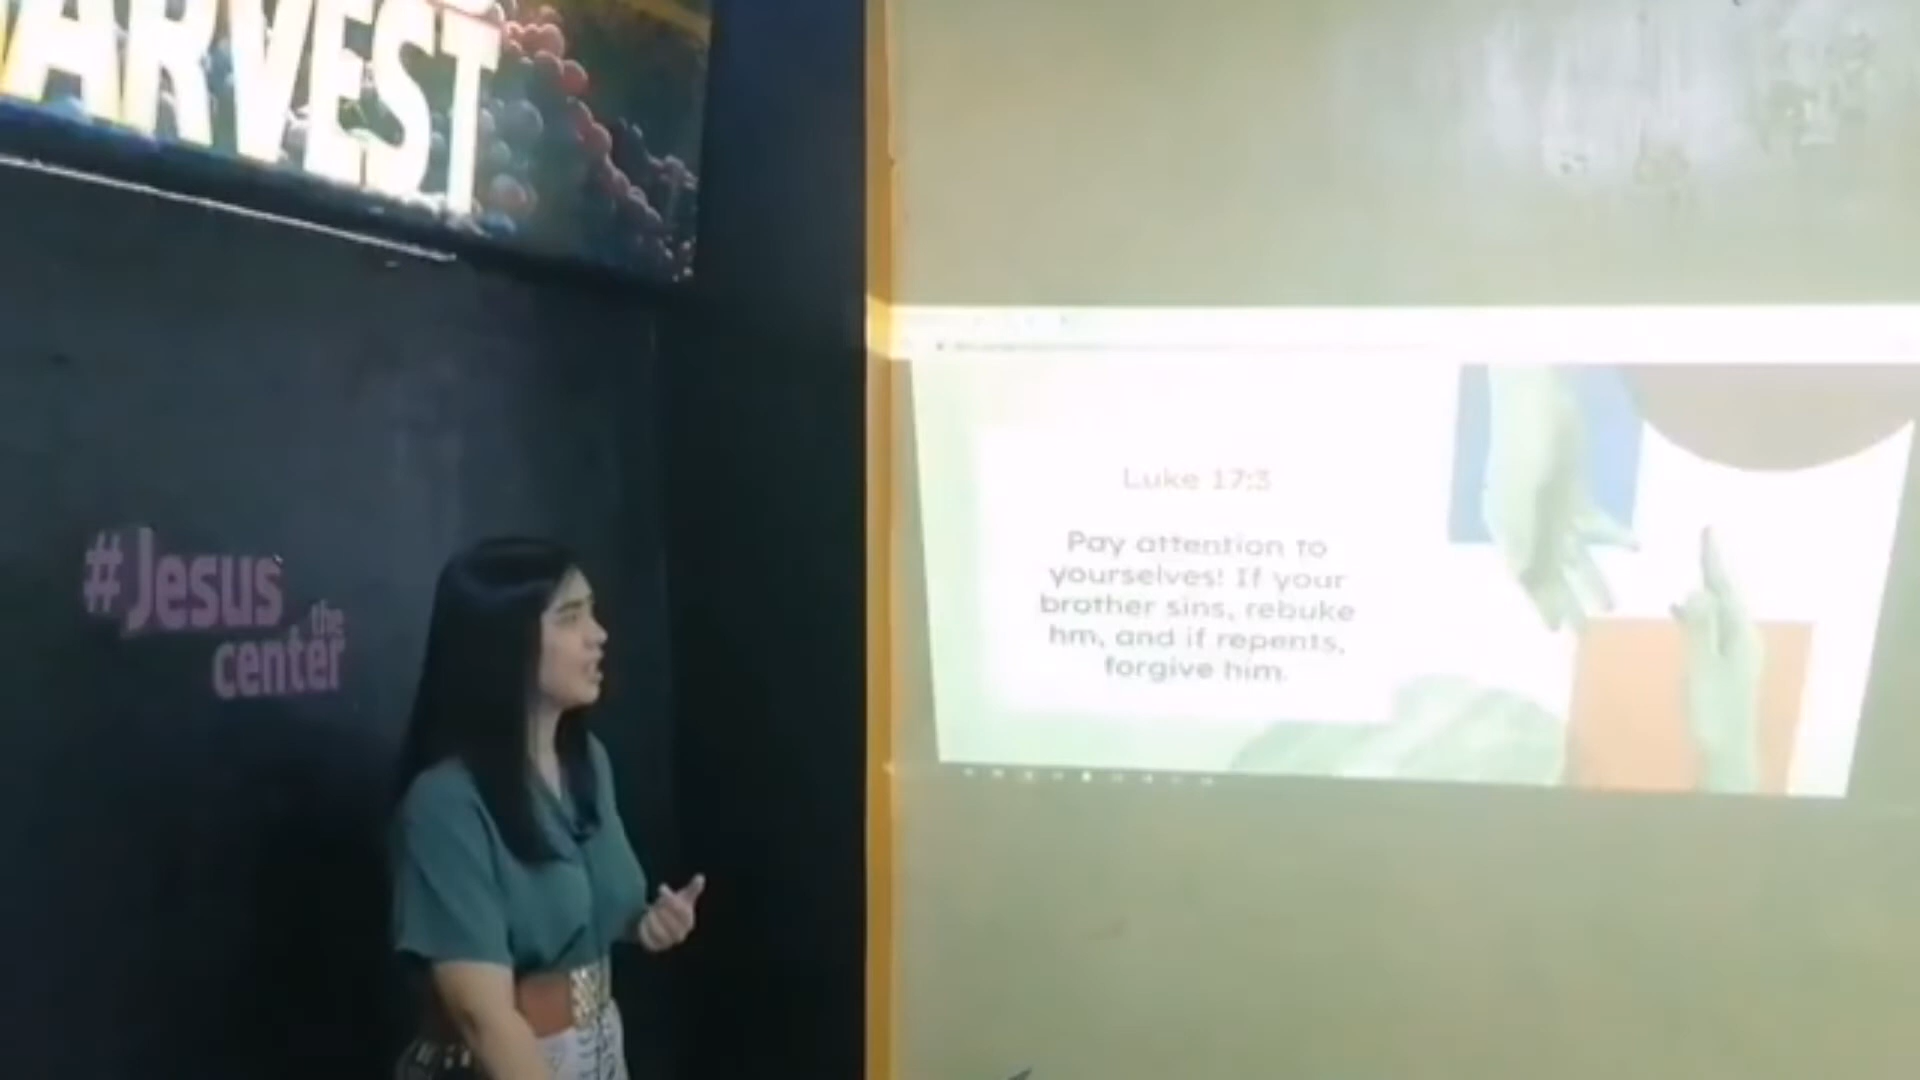 ARVEST
#Jesus
the
center
Luke 17:3
Pay attention to
yourselves! If your
brother sins, rebuke
hm, and if repents,
forgive him.